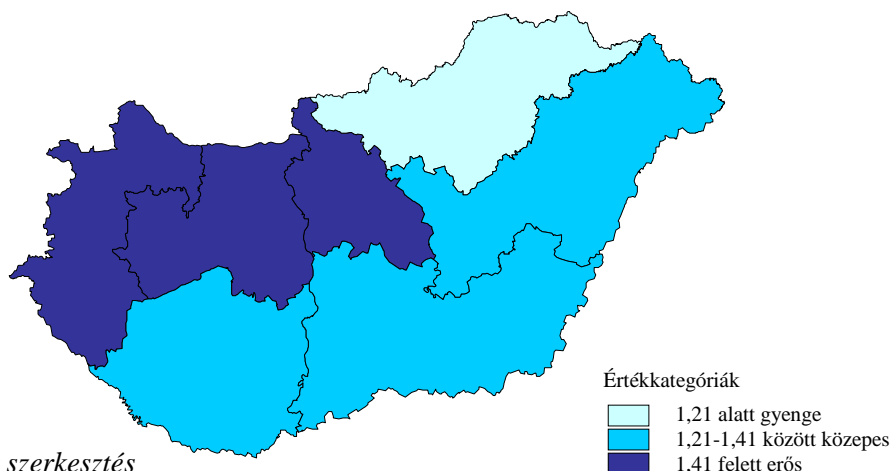 Értékkategóriák
1,21 alatt gyenge
1,21-1,41 között közepes
1,41 felett erős
szerkesztés